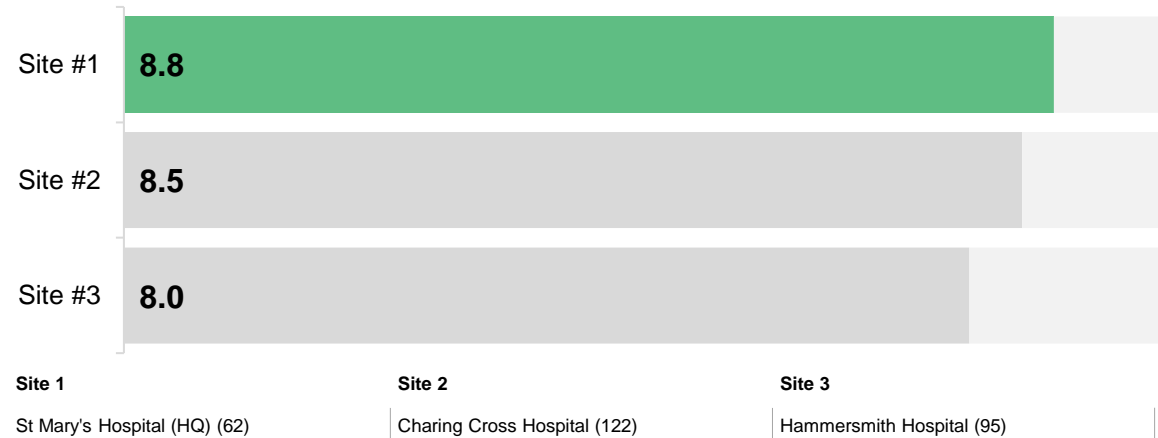 Site #1 8.8
Site #2 8.5
Site #3 8.0
Site 1 Site 2 Site 3
St Mary's Hospital (HQ) (62) Charing Cross Hospital (122) Hammersmith Hospital (95)